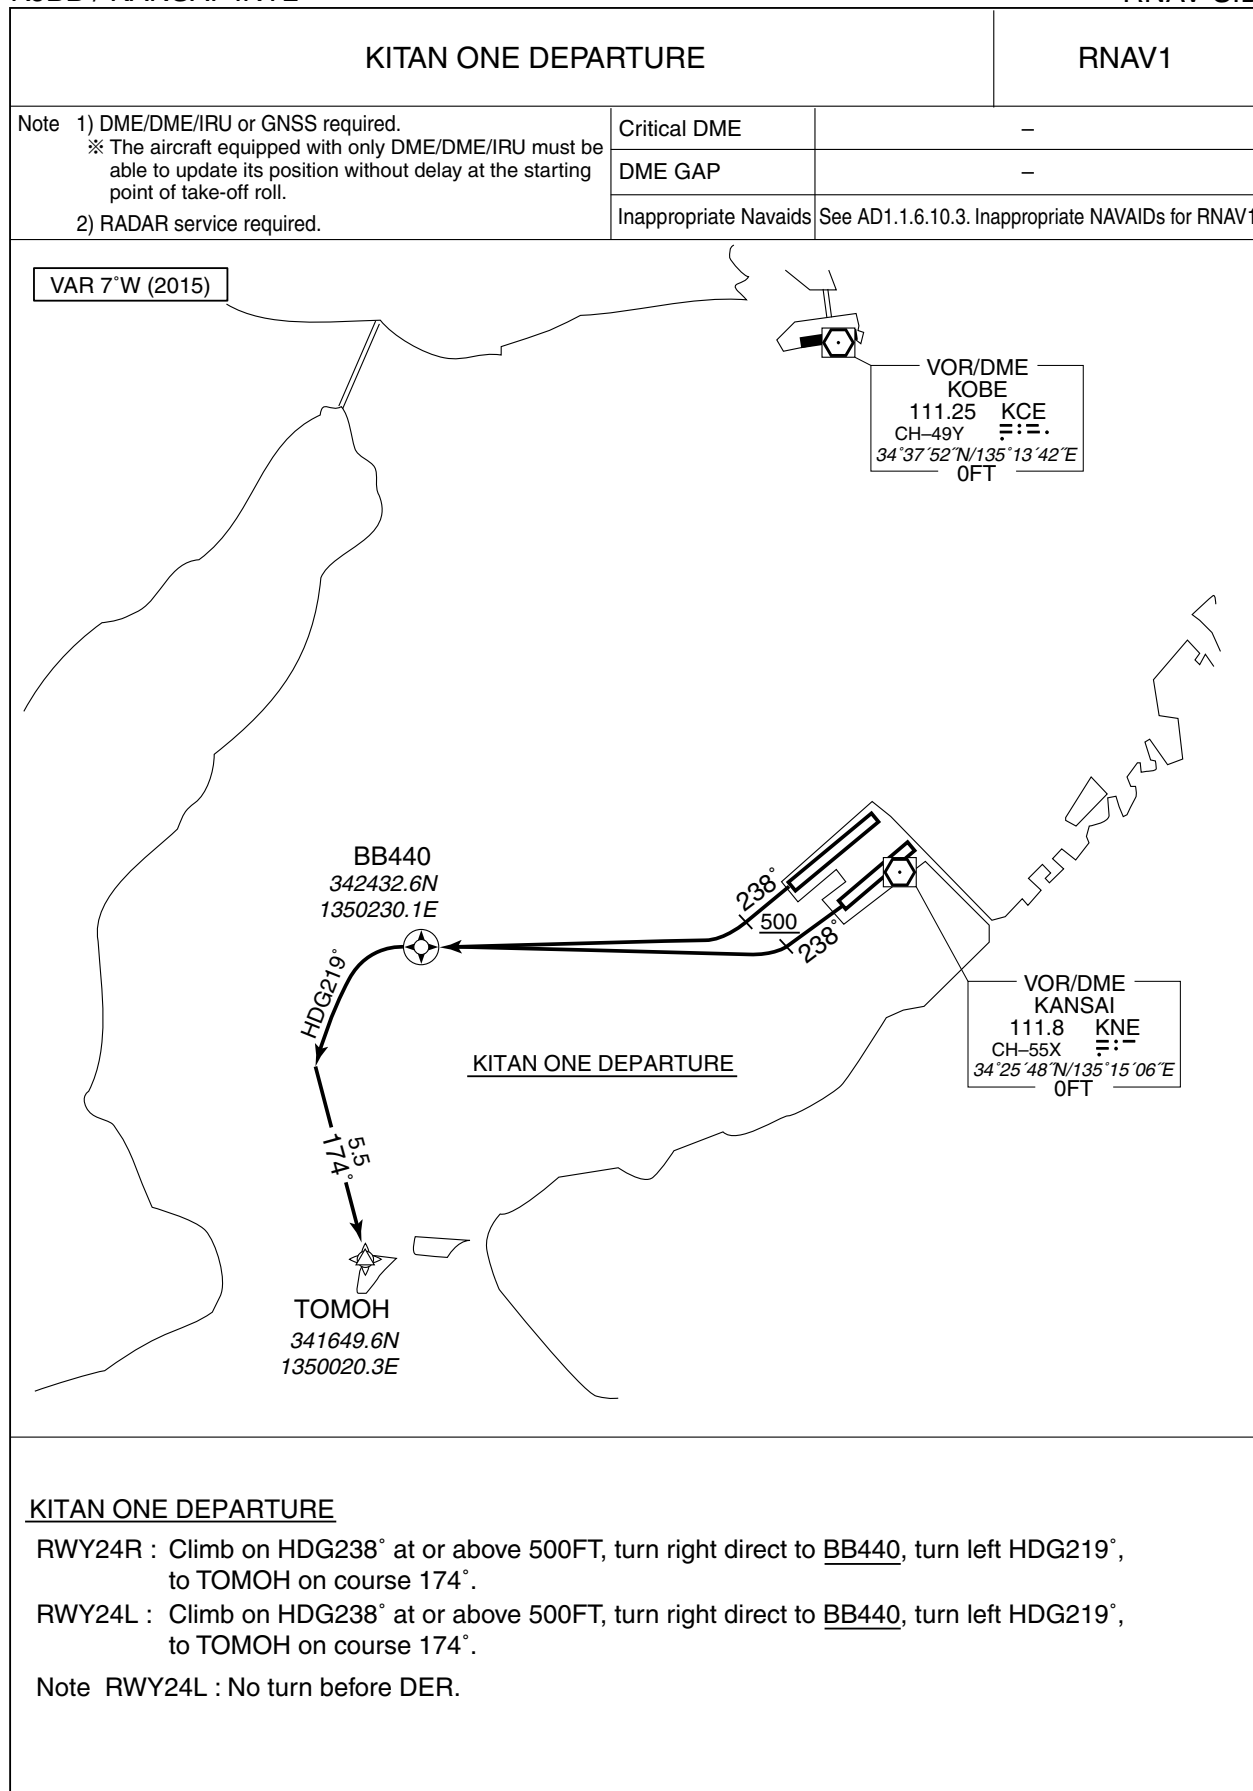 KITAN ONE DEPARTURE
RNAV1
Note 1) DME/DME/IRU or GNSS required.
※ The aircraft equipped with only DME/DME/IRU must be
able to update its position without delay at the starting
point of take-off roll.
2) RADAR service required.
Critical DME –
DME GAP –
Inappropriate Navaids See AD1.1.6.10.3. Inappropriate NAVAIDs for RNAV1
VAR 7˚W (2015)
VOR/DME
KOBE
111.25 KCE
CH–49Y
34˚37´52˝N/135˚13´42˝E
0FT
BB440
342432.6N
1350230.1E
238˚
500
238˚
HDG219˚
VOR/DME
KANSAI
111.8 KNE
CH–55X
34˚25´48˝N/135˚15´06˝E
0FT
KITAN ONE DEPARTURE
5.5
174˚
TOMOH
341649.6N
1350020.3E
KITAN ONE DEPARTURE
RWY24R : Climb on HDG238˚ at or above 500FT, turn right direct to BB440, turn left HDG219˚,
to TOMOH on course 174˚.
RWY24L : Climb on HDG238˚ at or above 500FT, turn right direct to BB440, turn left HDG219˚,
to TOMOH on course 174˚.
Note RWY24L : No turn before DER.